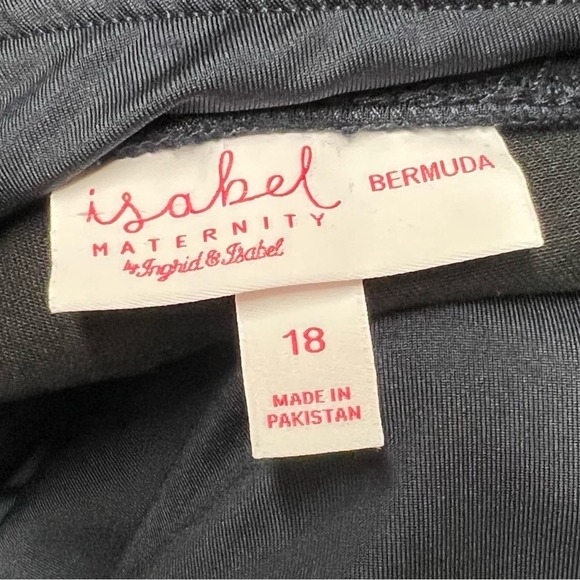 isabel
MATERNITY
by Ingrid & Isabel
BERMUDA
18
MADE IN
PAKISTAN